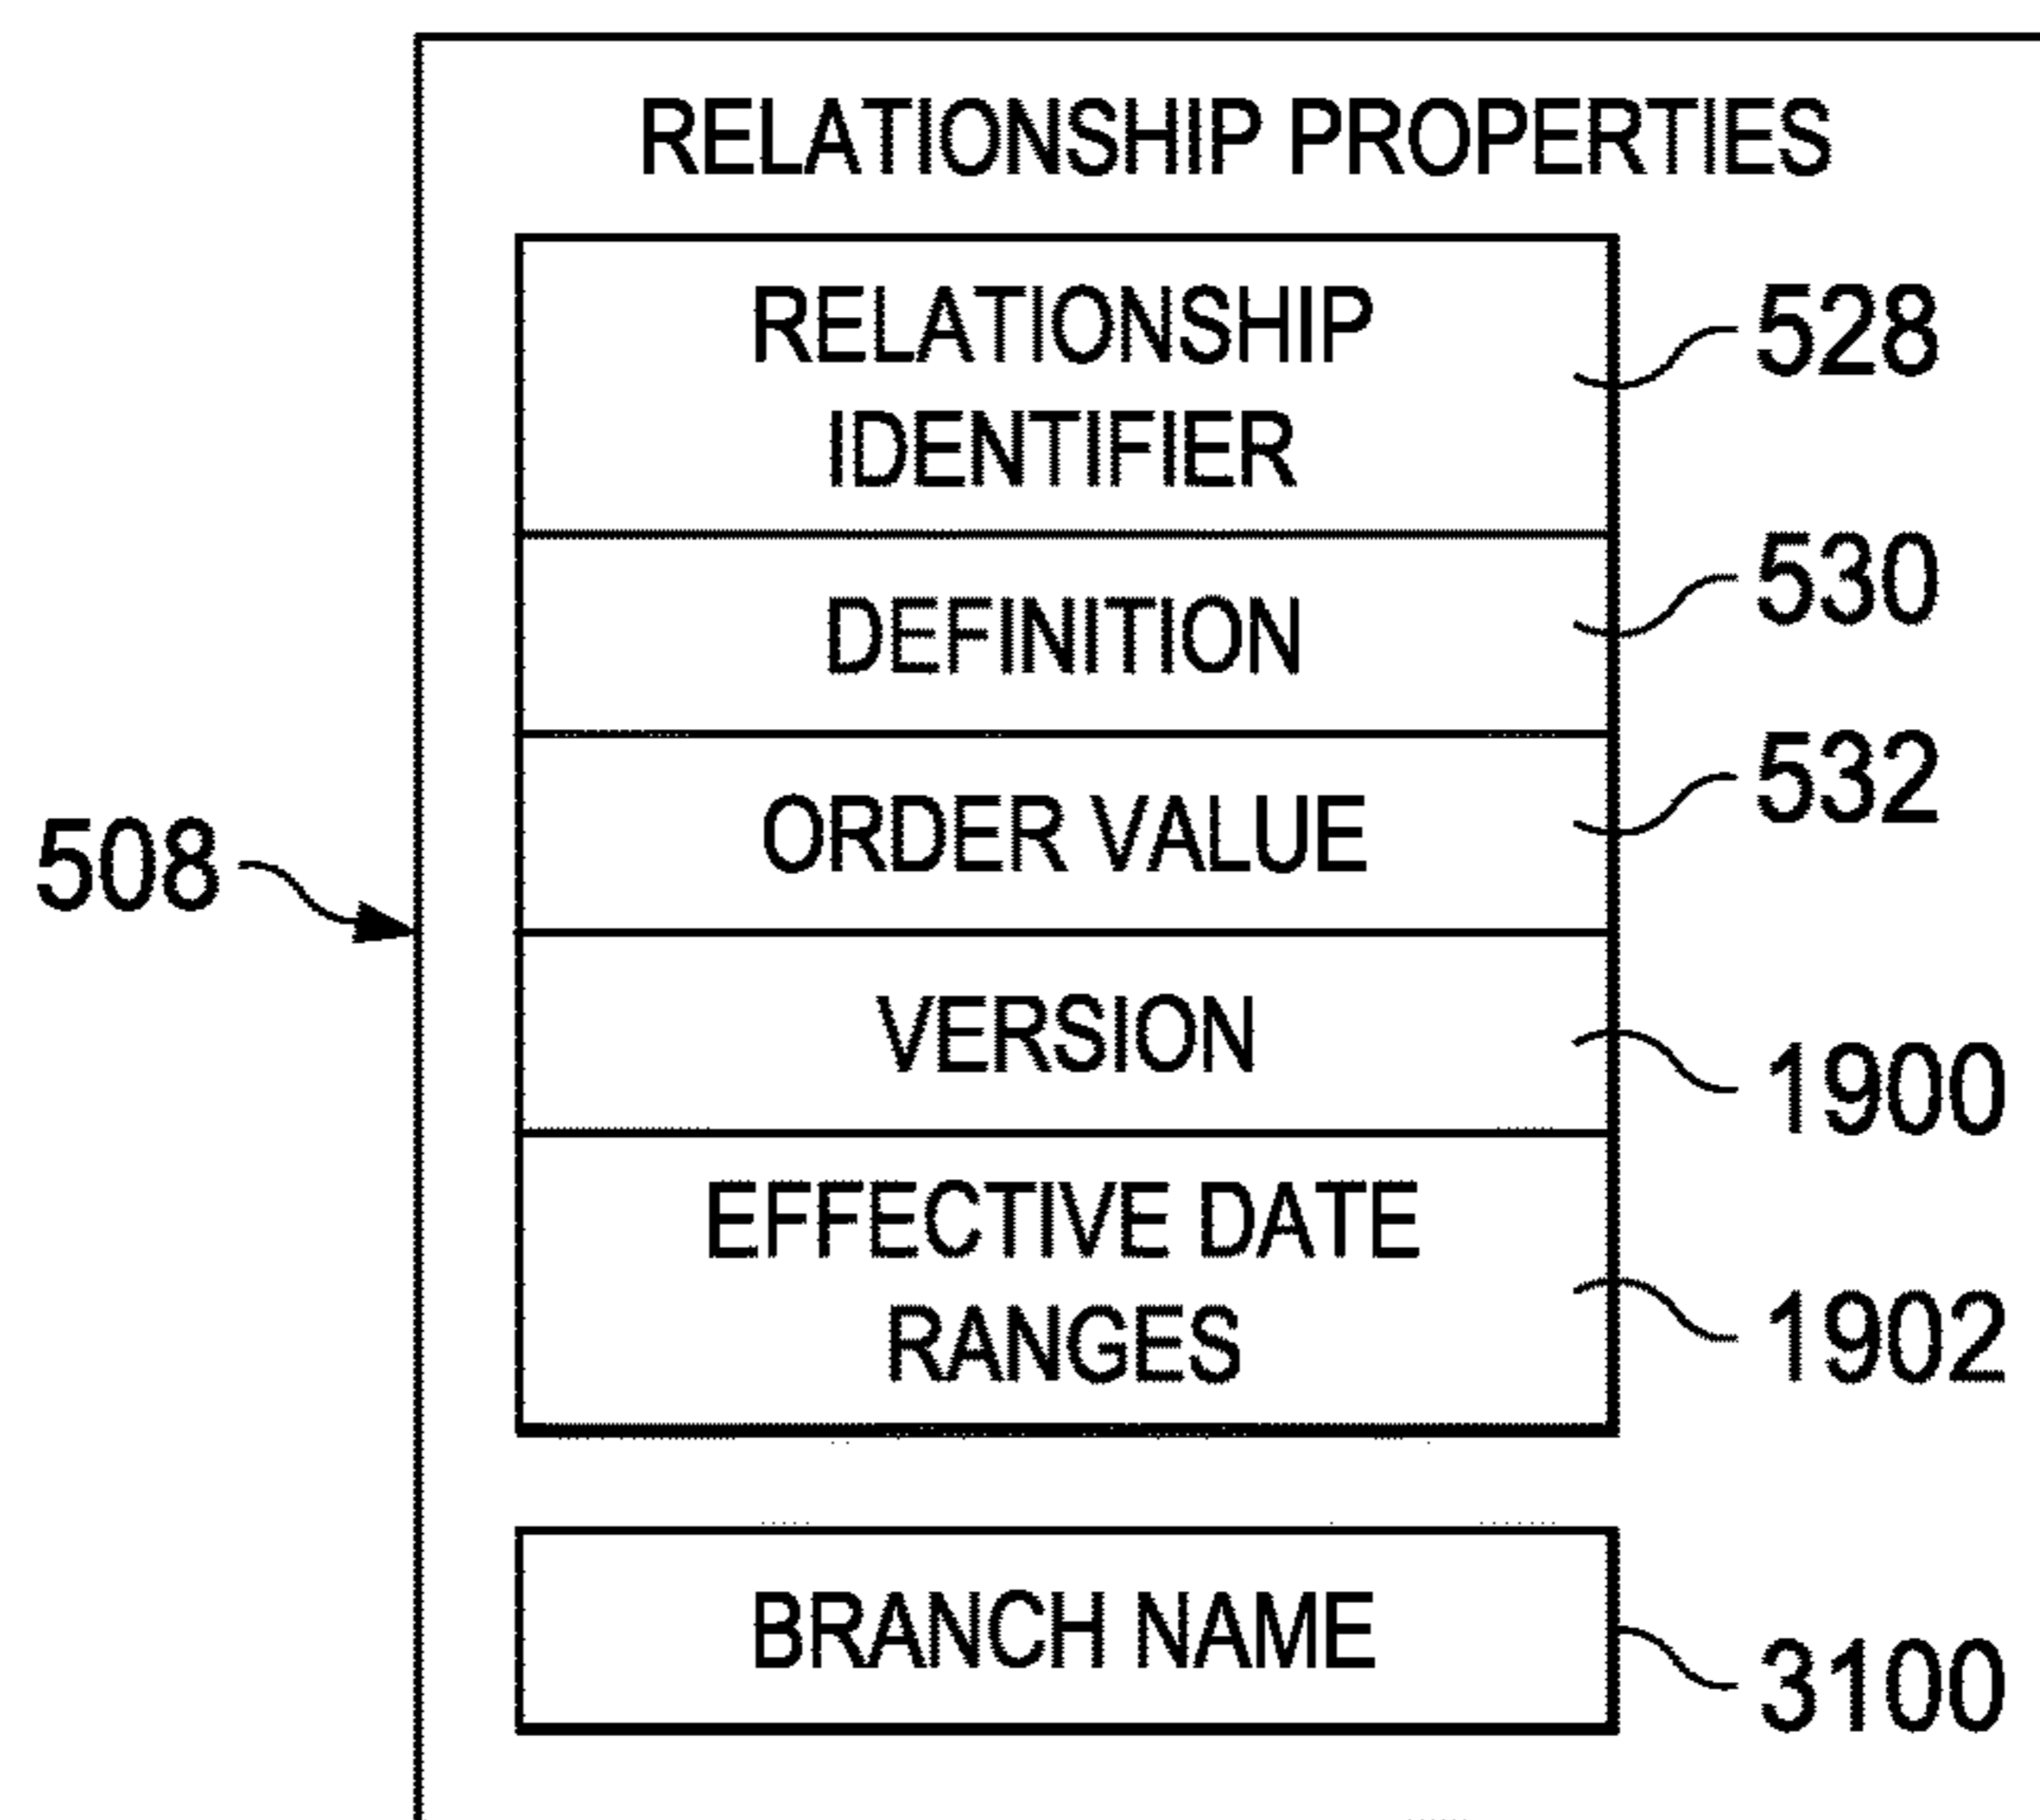 RELATIONSHIP PROPERTIES
RELATIONSHIP
IDENTIFIER
528
DEFINITION
530
ORDER VALUE
532
508
VERSION
1900
EFFECTIVE DATE
RANGES
1902
BRANCH NAME
3100